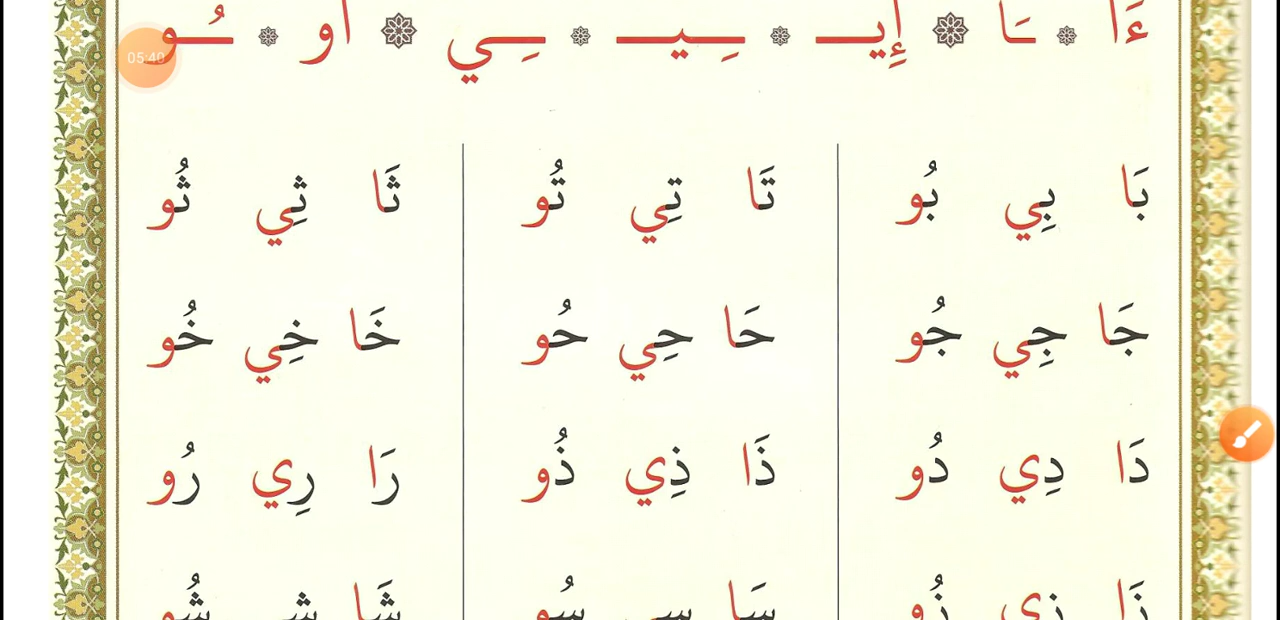 ءَا ـَا إِيـ ـِيـ ـِي أُو ـُو
05:40
بَا بِي بُو تَا تِي تُو ثَا ثِي ثُو
جَا جِي جُو حَا حِي حُو خَا خِي خُو
دَا دِي دُو ذَا ذِي ذُو رَا رِي رُو
زَا زِي زُو سَا سِي سُو شَا شِي شُو